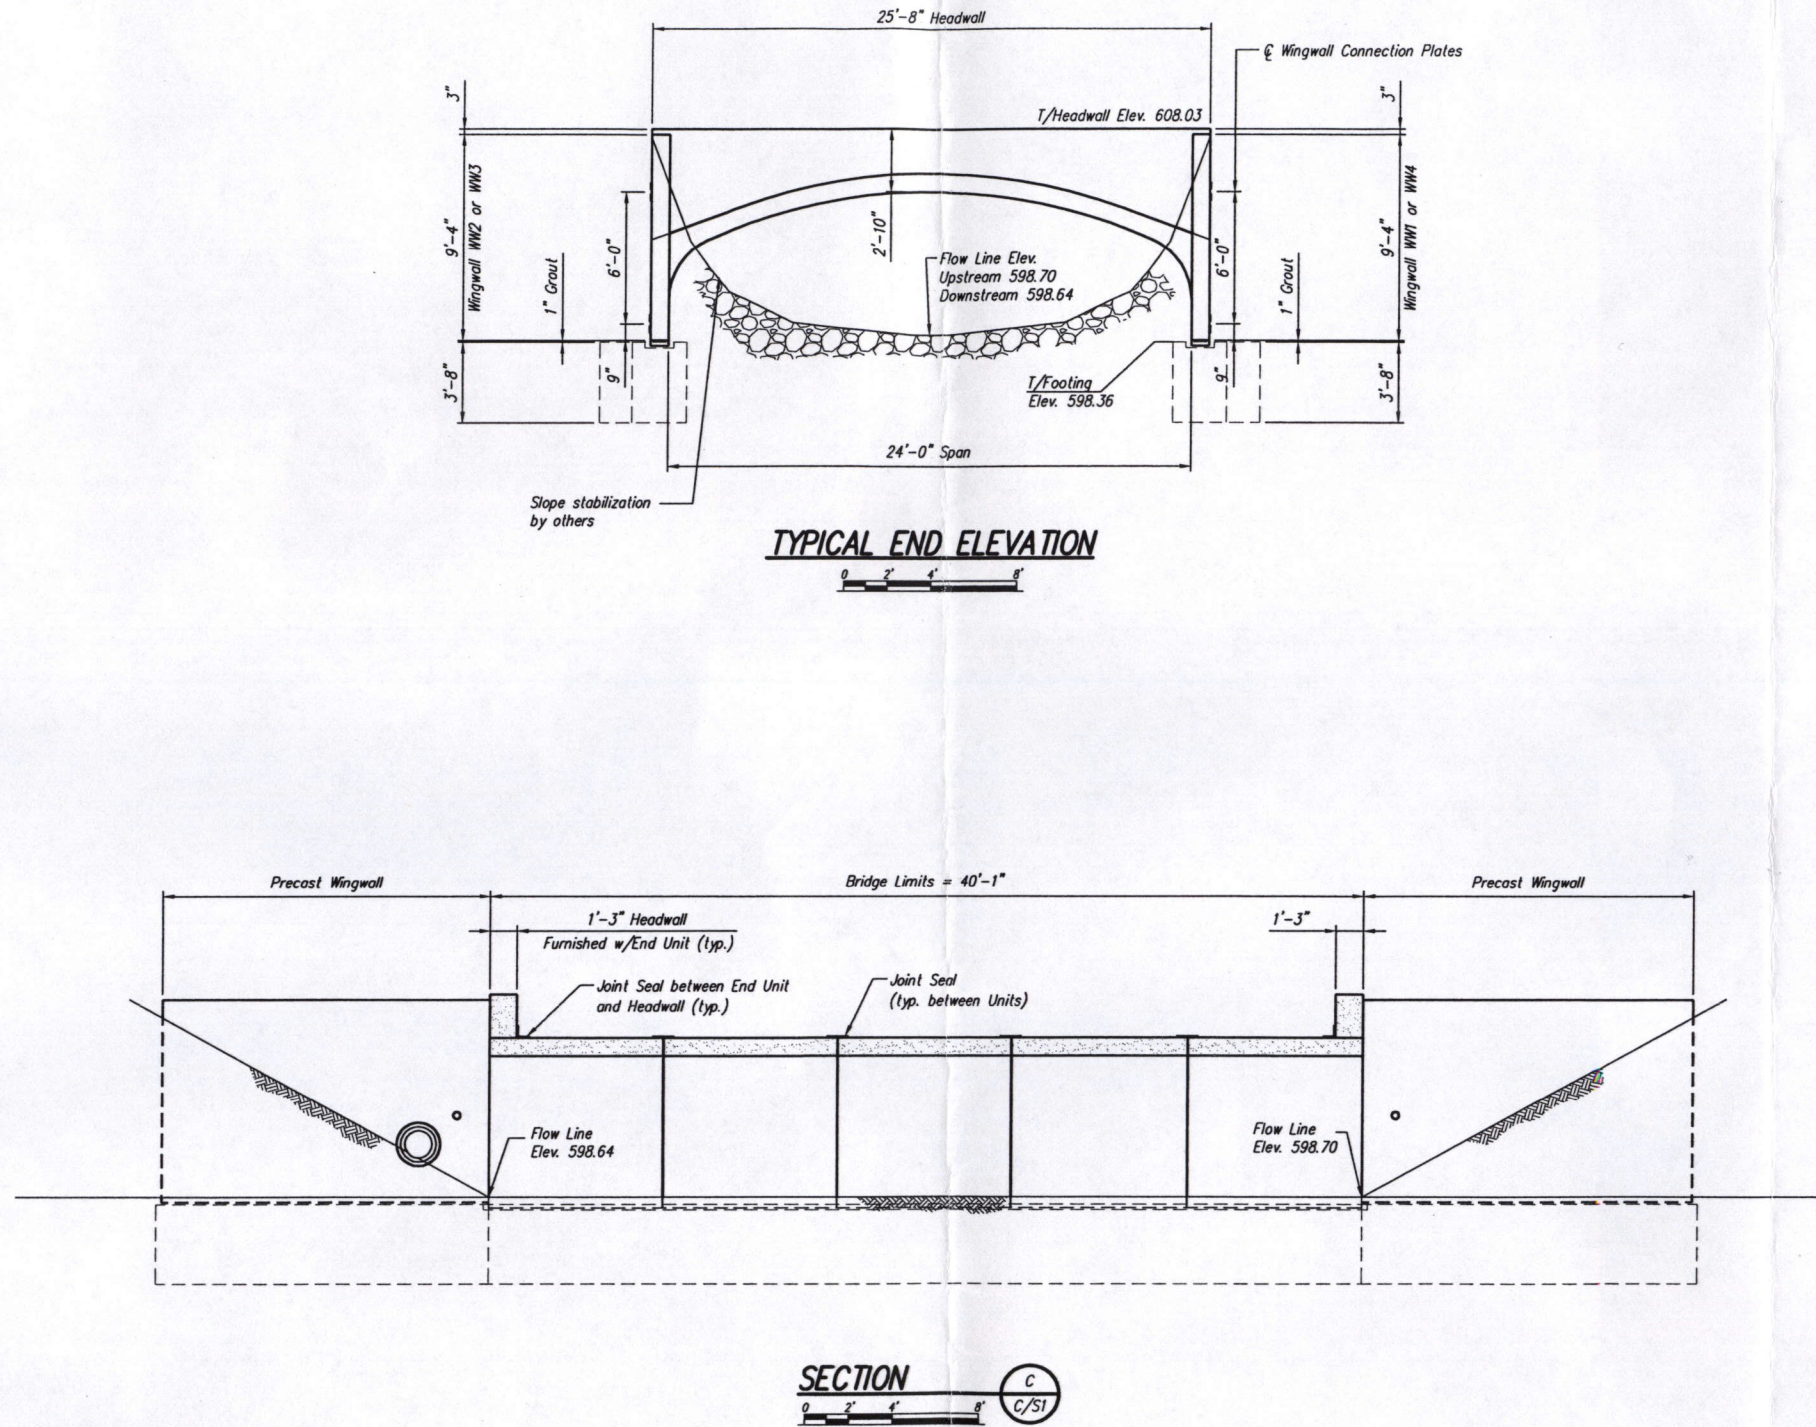 25'-8" Headwall
℄ Wingwall Connection Plates
3"
3"
T/Headwall Elev. 608.03
9'-4"
Wingwall WW2 or WW3
1" Grout
6'-0"
2'-10"
Flow Line Elev.
Upstream 598.70
Downstream 598.64
6'-0"
1" Grout
9'-4"
Wingwall WW1 or WW4
3'-8"
9"
T/Footing
Elev. 598.36
9"
3'-8"
24'-0" Span
Slope stabilization
by others
TYPICAL END ELEVATION
0 2' 4' 8'
Precast Wingwall
Bridge Limits = 40'-1"
Precast Wingwall
1'-3" Headwall
Furnished w/End Unit (typ.)
1'-3"
Joint Seal between End Unit
and Headwall (typ.)
Joint Seal
(typ. between Units)
Flow Line
Elev. 598.64
Flow Line
Elev. 598.70
SECTION
C
C/S1
0 2' 4' 8'